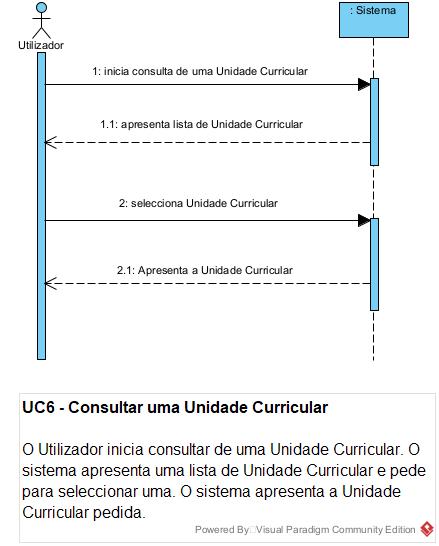 : Sistema
Utilizador
1: inicia consulta de uma Unidade Curricular
1.1: apresenta lista de Unidade Curricular
2: selecciona Unidade Curricular
2.1: Apresenta a Unidade Curricular
UC6 - Consultar uma Unidade Curricular
O Utilizador inicia consultar de uma Unidade Curricular. O
sistema apresenta uma lista de Unidade Curricular e pede
para seleccionar uma. O sistema apresenta a Unidade
Curricular pedida.
Powered By Visual Paradigm Community Edition